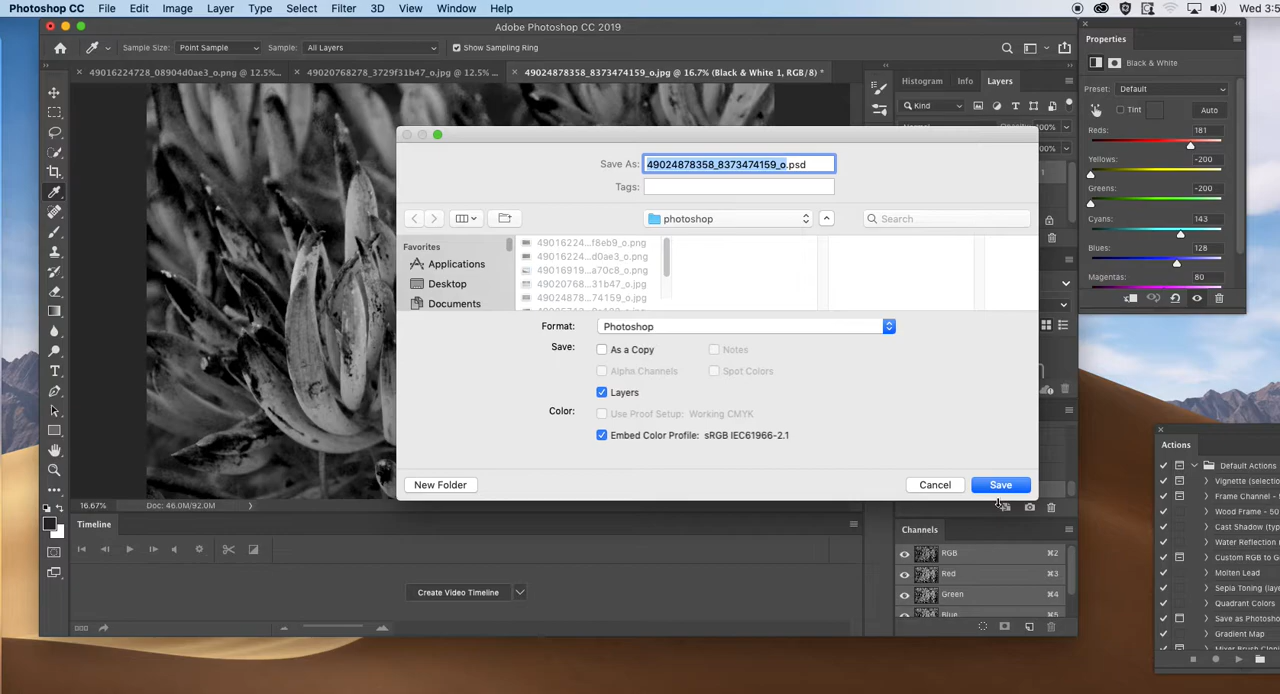 Photoshop CC File Edit Image Layer Type Select Filter 3D View Window Help Wed 3:5
Adobe Photoshop CC 2019
Sample Size: Point Sample Sample: All Layers Show Sampling Ring
49016224728_08904d0ae3_o.png @ 12.5%... 49020768278_3729f31b47_o.jpg @ 12.5% ... 49024878358_8373474159_o.jpg @ 16.7% (Black & White 1, RGB/8) *
Properties
Black & White
Preset: Default
Tint Auto
Reds: 181
Yellows: -200
Greens: -200
Cyans: 143
Blues: 128
Magentas: 80
Histogram Info Layers
Kind
100%
100%
1
Save As: 49024878358_8373474159_o.psd
Tags:
photoshop
Search
Favorites
Applications
Desktop
Documents
49016224...f8eb9_o.png
49016224...d0ae3_o.png
49016919...a70c8_o.png
49020768...31b47_o.jpg
49024878...74159_o.jpg
Format: Photoshop
Save: As a Copy Notes
Alpha Channels Spot Colors
Layers
Color: Use Proof Setup: Working CMYK
Embed Color Profile: sRGB IEC61966-2.1
New Folder Cancel Save
16.67% Doc: 46.0M/92.0M
Timeline
Create Video Timeline
Channels
RGB ⌘2
Red ⌘3
Green ⌘4
Blue ⌘5
Actions
Default Actions
Vignette (selection
Frame Channel - 5
Wood Frame - 50
Cast Shadow (typ
Water Reflection (
Custom RGB to G
Molten Lead
Sepia Toning (lay
Quadrant Colors
Save as Photosho
Gradient Map